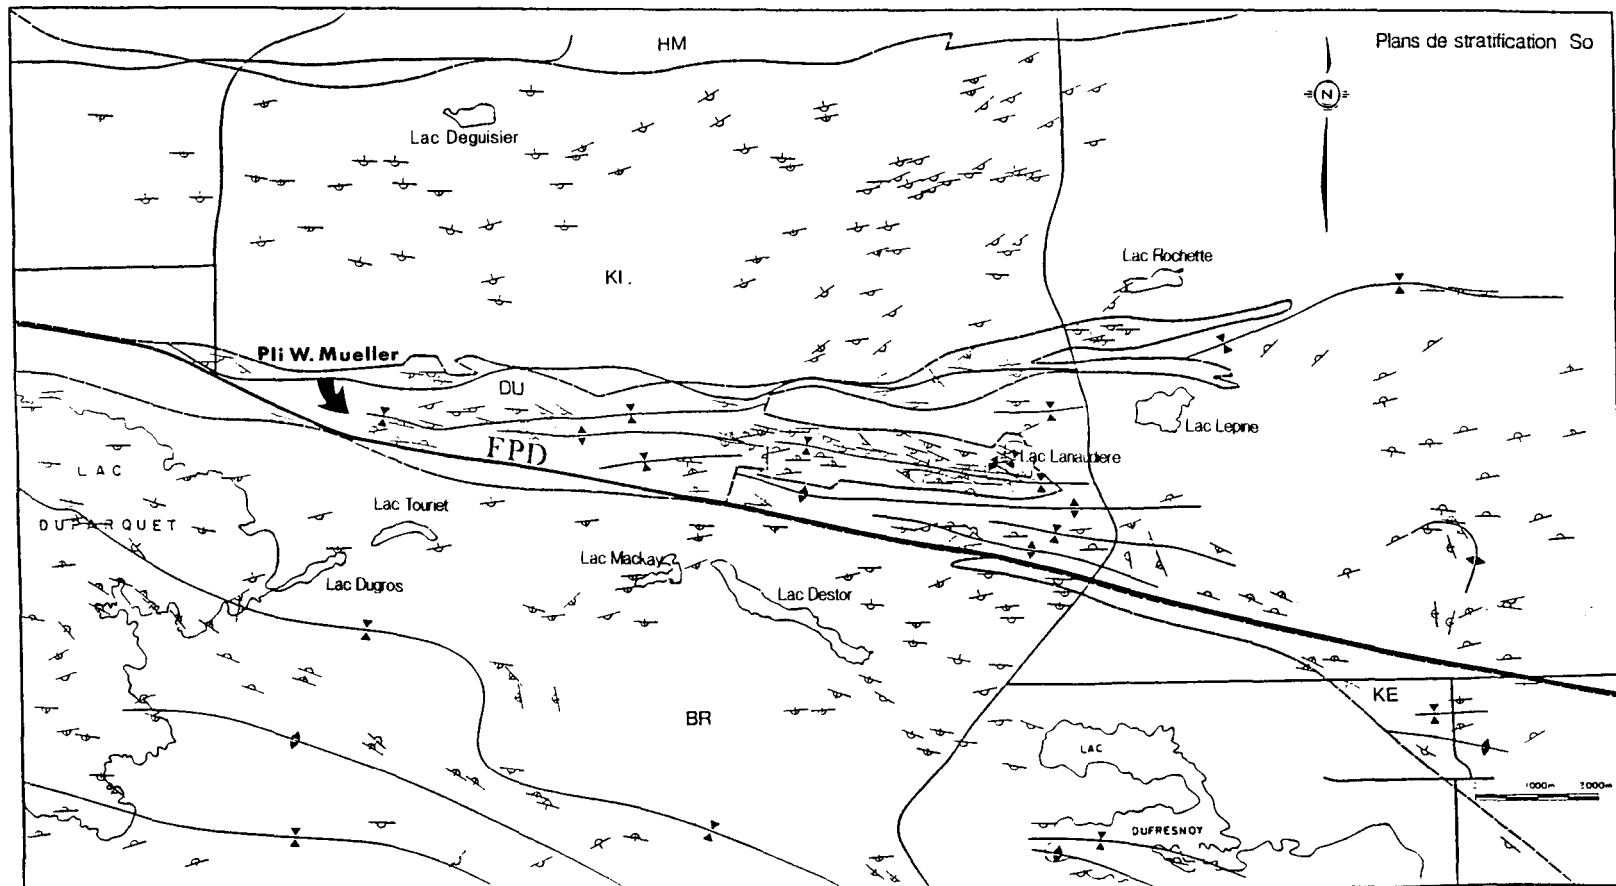 HM
Plans de stratification So
N
Lac Deguisier
Lac Rochette
KI.
Pli W. Mueller
DU
Lac Lepine
FPD
Lac Lanaudiere
LAC
DUPARQUET
Lac Touriet
Lac Mackay
Lac Dugros
Lac Destor
BR
KE
LAC
1000m 2000m
DUFRESNOY